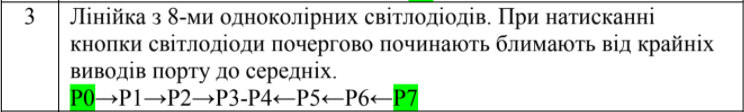 3
Лінійка з 8-ми одноколірних світлодіодів. При натисканні
кнопки світлодіоди почергово починають блимають від крайніх
виводів порту до середніх.
P0→P1→P2→P3-P4←P5←P6←P7